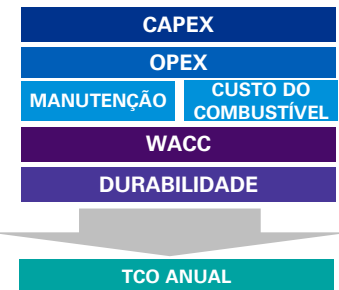 CAPEX
OPEX
MANUTENÇÃO
CUSTO DO
COMBUSTÍVEL
WACC
DURABILIDADE
TCO ANUAL